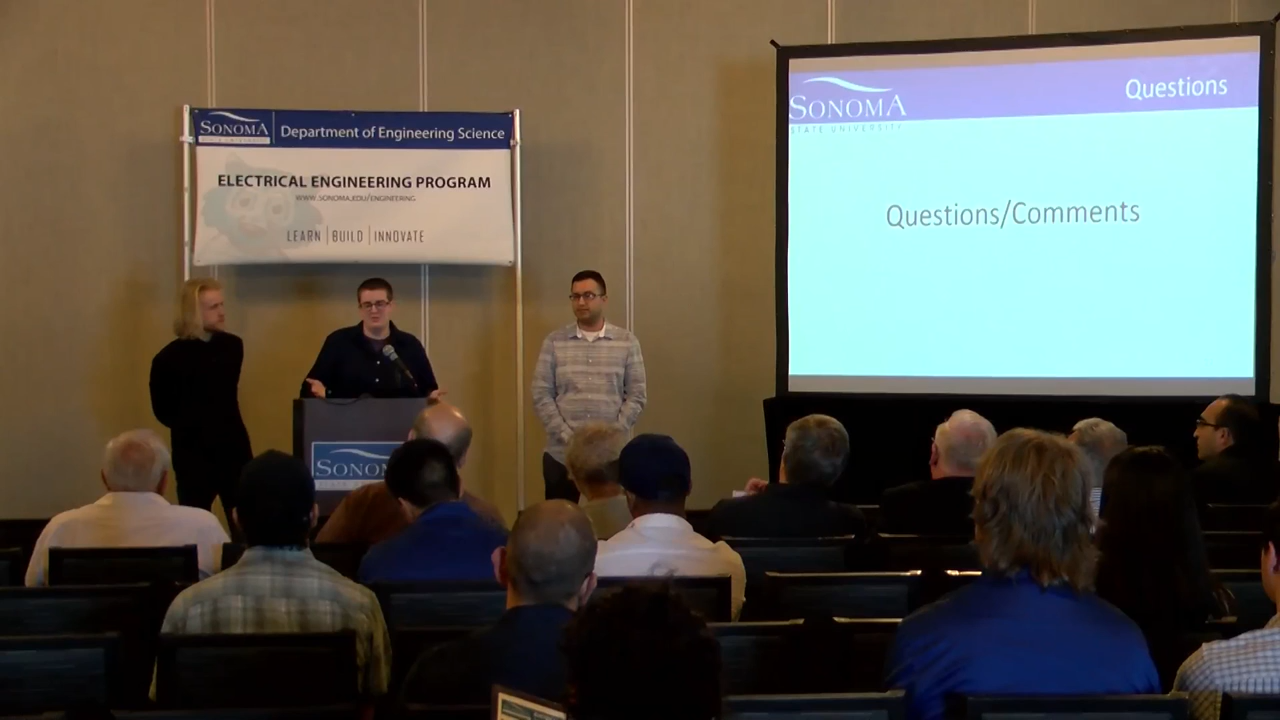 SONOMA
Department of Engineering Science
ELECTRICAL ENGINEERING PROGRAM
WWW.SONOMA.EDU/ENGINEERING
LEARN | BUILD | INNOVATE
SONOMA
STATE UNIVERSITY
Questions
Questions/Comments
SONO